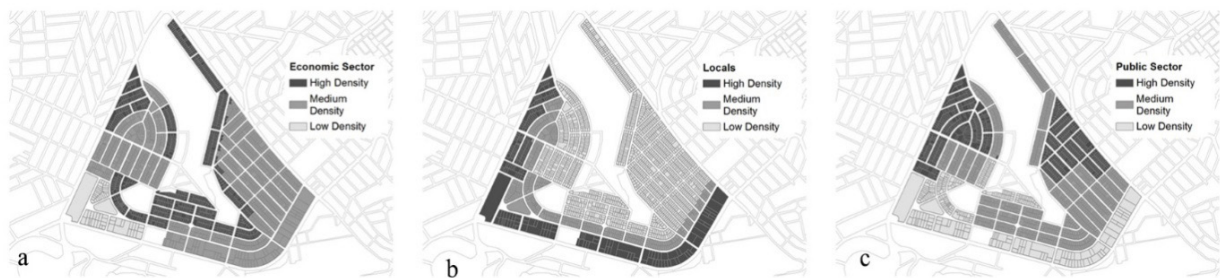 Economic Sector
High Density
Medium
Density
Low Density
a
Locals
High Density
Medium
Density
Low Density
b
Public Sector
High Density
Medium
Density
Low Density
c